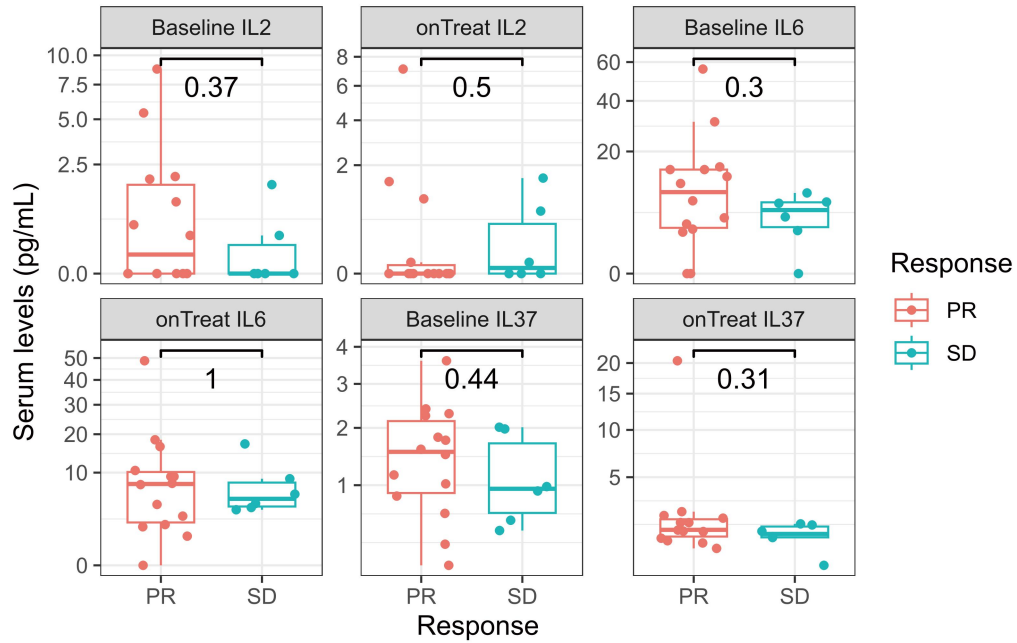 Baseline IL2
onTreat IL2
Baseline IL6
10.0
7.5
5.0
2.5
0.0
0.37
8
6
4
2
0
0.5
60
40
20
0
0.3
onTreat IL6
Baseline IL37
onTreat IL37
50
40
30
20
10
0
1
4
3
2
1
0.44
20
15
10
5
0.31
PR
SD
PR
SD
PR
SD
Response
Serum levels (pg/mL)
Response
PR
SD